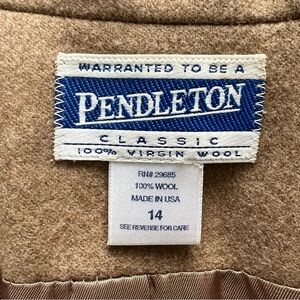 WARRANTED TO BE A
PENDLETON
CLASSIC
100% VIRGIN WOOL
RN# 29685
100% WOOL
MADE IN USA
14
SEE REVERSE FOR CARE